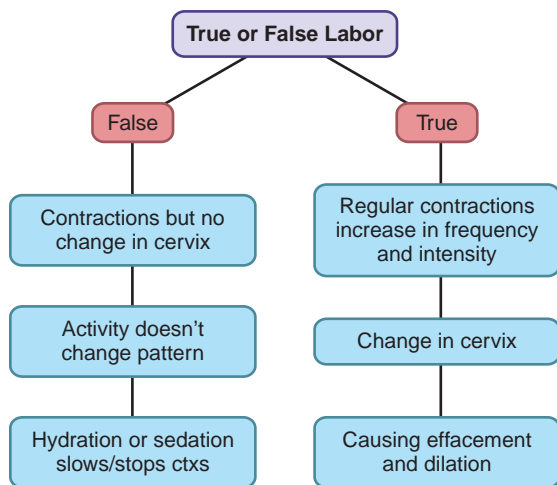 True or False Labor
False
True
Contractions but no
change in cervix
Regular contractions
increase in frequency
and intensity
Activity doesn’t
change pattern
Change in cervix
Hydration or sedation
slows/stops ctxs
Causing effacement
and dilation